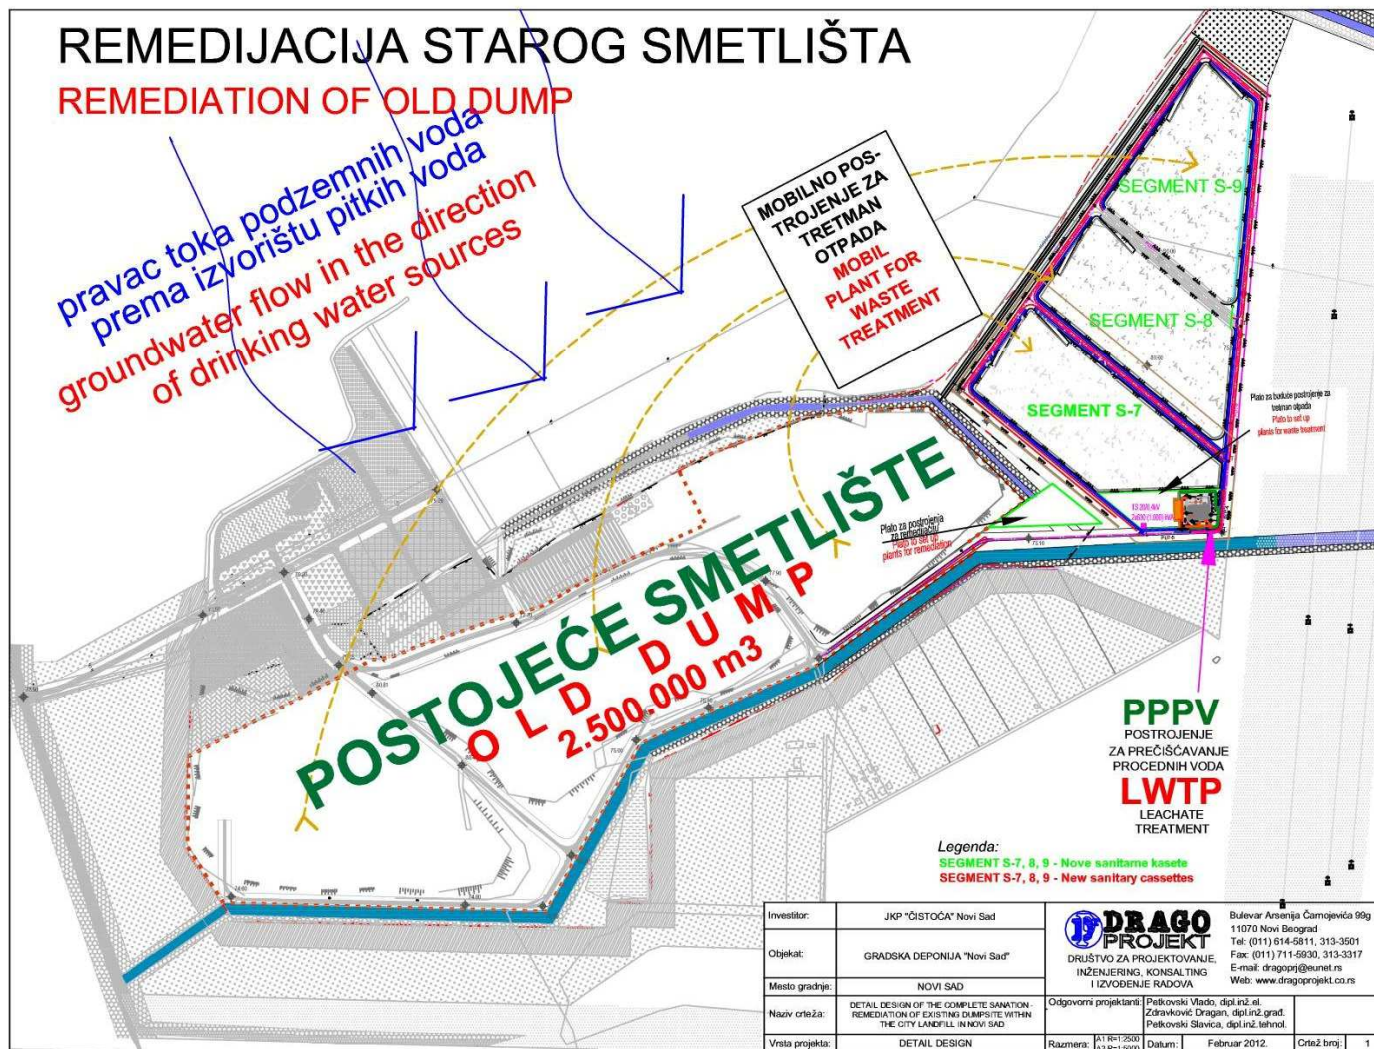 REMEDIJACIJA STAROG SMETLIŠTA
REMEDIATION OF OLD DUMP
pravac toka podzemnih voda
prema izvorištu pitkih voda
groundwater flow in the direction
of drinking water sources
MOBILNO POS-
TROJENJE ZA
TRETMAN
OTPADA
MOBIL
PLANT FOR
WASTE
TREATMENT
SEGMENT S-9
SEGMENT S-8
SEGMENT S-7
Plato za buduće postrojenje za
tretman otpada
Plato to set up
plants for waste treatment
Plato za postrojenja
za remedijaciju
Plato to set up
plants for remediation
POSTOJEĆE SMETLIŠTE
OLD DUMP
2.500.000 m3
PPPV
POSTROJENJE
ZA PREČIŠĆAVANJE
PROCEDNIH VODA
LWTP
LEACHATE
TREATMENT
Legenda:
SEGMENT S-7, 8, 9 - Nove sanitarne kasete
SEGMENT S-7, 8, 9 - New sanitary cassettes
Investitor: JKP "ČISTOĆA" Novi Sad
Objekat: GRADSKA DEPONIJA "Novi Sad"
Mesto gradnje: NOVI SAD
Naziv crteža: DETAIL DESIGN OF THE COMPLETE SANATION -
REMEDIATION OF EXISTING DUMPSITE WITHIN
THE CITY LANDFILL IN NOVI SAD
Vrsta projekta: DETAIL DESIGN
DRAGO
PROJEKT
DRUŠTVO ZA PROJEKTOVANJE,
INŽENJERING, KONSALTING
I IZVOĐENJE RADOVA
Bulevar Arsenija Čarnojevića 99g
11070 Novi Beograd
Tel: (011) 614-5811, 313-3501
Fax: (011) 711-5930, 313-3317
E-mail: dragoprj@eunet.rs
Web: www.dragoprojekt.co.rs
Odgovorni projektanti: Petkovski Vlado, dipl.inž.el.
Zdravković Dragan, dipl.inž.građ.
Petkovski Slavica, dipl.inž.tehnol.
Razmera: A1 R=1:2500
A3 R=1:5000
Datum: Februar 2012.
Crtež broj: 1